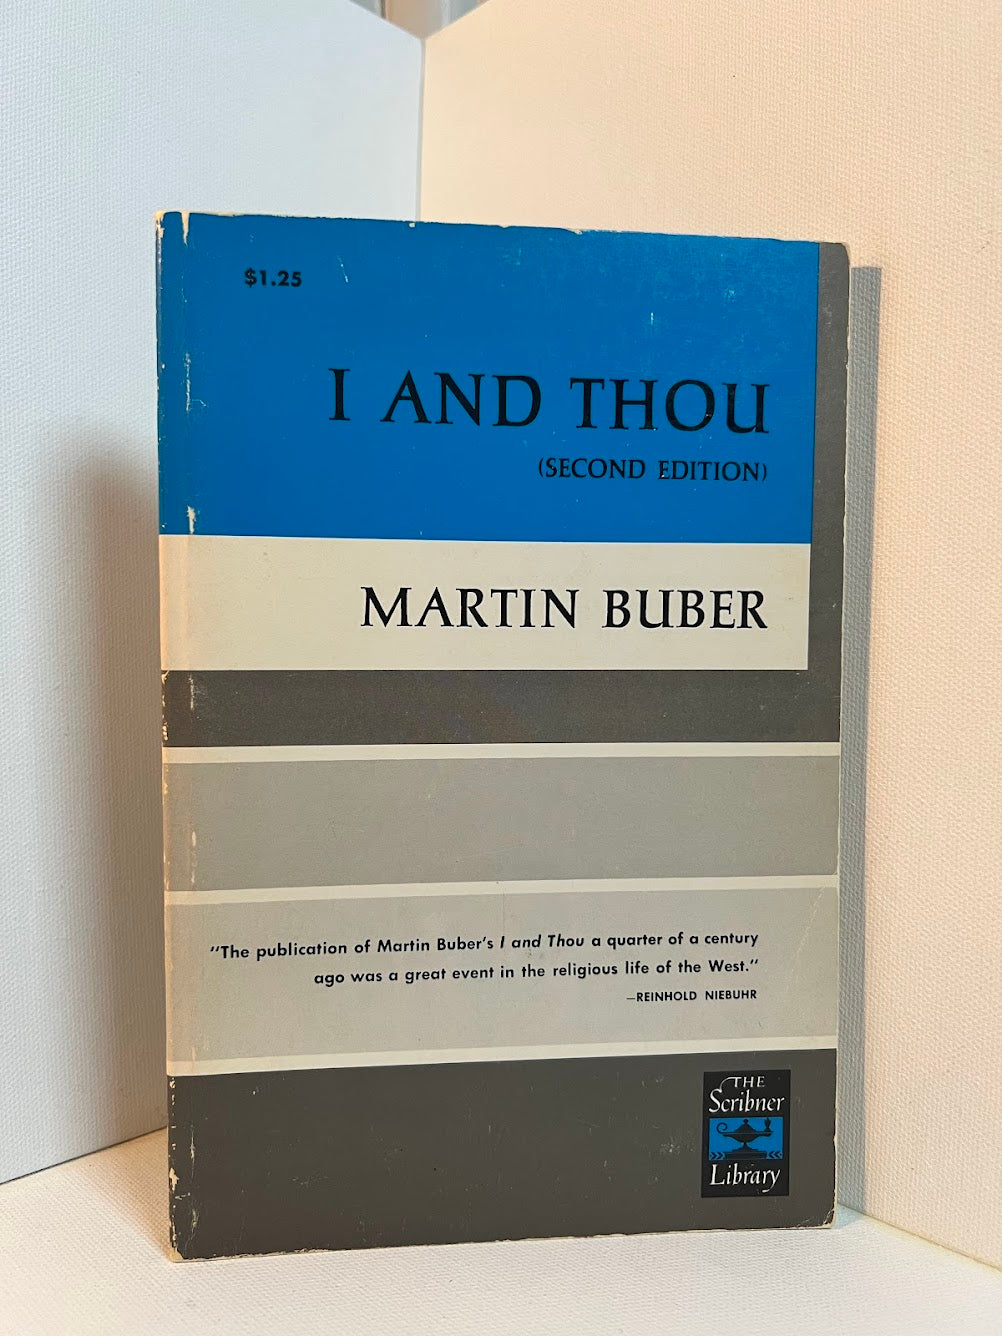 $1.25
I AND THOU
(SECOND EDITION)
MARTIN BUBER
"The publication of Martin Buber's I and Thou a quarter of a century
ago was a great event in the religious life of the West."
—REINHOLD NIEBUHR
THE
Scribner
Library